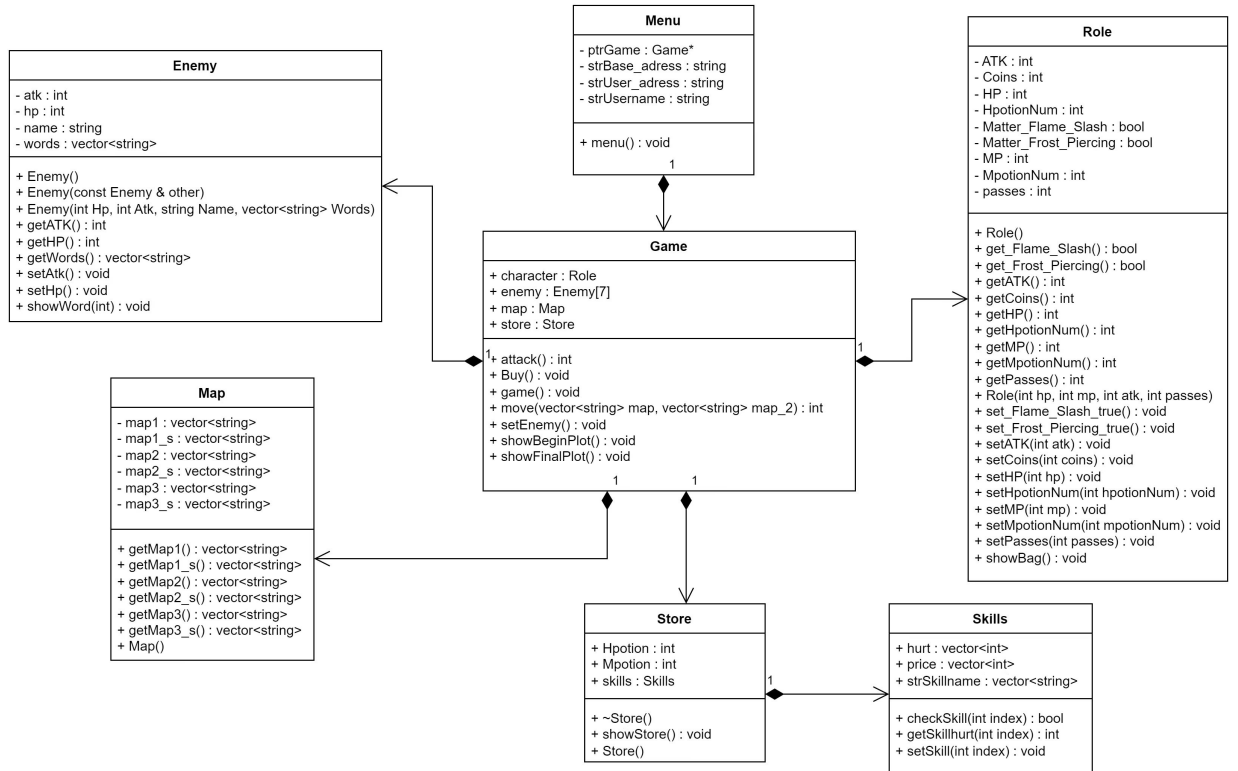 Menu
- ptrGame : Game*
- strBase_adress : string
- strUser_adress : string
- strUsername : string
+ menu() : void
1
Enemy
- atk : int
- hp : int
- name : string
- words : vector<string>
+ Enemy()
+ Enemy(const Enemy & other)
+ Enemy(int Hp, int Atk, string Name, vector<string> Words)
+ getATK() : int
+ getHP() : int
+ getWords() : vector<string>
+ setAtk() : void
+ setHp() : void
+ showWord(int) : void
Role
- ATK : int
- Coins : int
- HP : int
- HpotionNum : int
- Matter_Flame_Slash : bool
- Matter_Frost_Piercing : bool
- MP : int
- MpotionNum : int
- passes : int
+ Role()
+ get_Flame_Slash() : bool
+ get_Frost_Piercing() : bool
+ getATK() : int
+ getCoins() : int
+ getHP() : int
+ getHpotionNum() : int
+ getMP() : int
+ getMpotionNum() : int
+ getPasses() : int
+ Role(int hp, int mp, int atk, int passes)
+ set_Flame_Slash_true() : void
+ set_Frost_Piercing_true() : void
+ setATK(int atk) : void
+ setCoins(int coins) : void
+ setHP(int hp) : void
+ setHpotionNum(int hpotionNum) : void
+ setMP(int mp) : void
+ setMpotionNum(int mpotionNum) : void
+ setPasses(int passes) : void
+ showBag() : void
Game
+ character : Role
+ enemy : Enemy[7]
+ map : Map
+ store : Store
1
1
+ attack() : int
+ Buy() : void
+ game() : void
+ move(vector<string> map, vector<string> map_2) : int
+ setEnemy() : void
+ showBeginPlot() : void
+ showFinalPlot() : void
1
1
Map
- map1 : vector<string>
- map1_s : vector<string>
- map2 : vector<string>
- map2_s : vector<string>
- map3 : vector<string>
- map3_s : vector<string>
+ getMap1() : vector<string>
+ getMap1_s() : vector<string>
+ getMap2() : vector<string>
+ getMap2_s() : vector<string>
+ getMap3() : vector<string>
+ getMap3_s() : vector<string>
+ Map()
Store
+ Hpotion : int
+ Mpotion : int
+ skills : Skills
1
+ ~Store()
+ showStore() : void
+ Store()
Skills
+ hurt : vector<int>
+ price : vector<int>
+ strSkillname : vector<string>
+ checkSkill(int index) : bool
+ getSkillhurt(int index) : int
+ setSkill(int index) : void